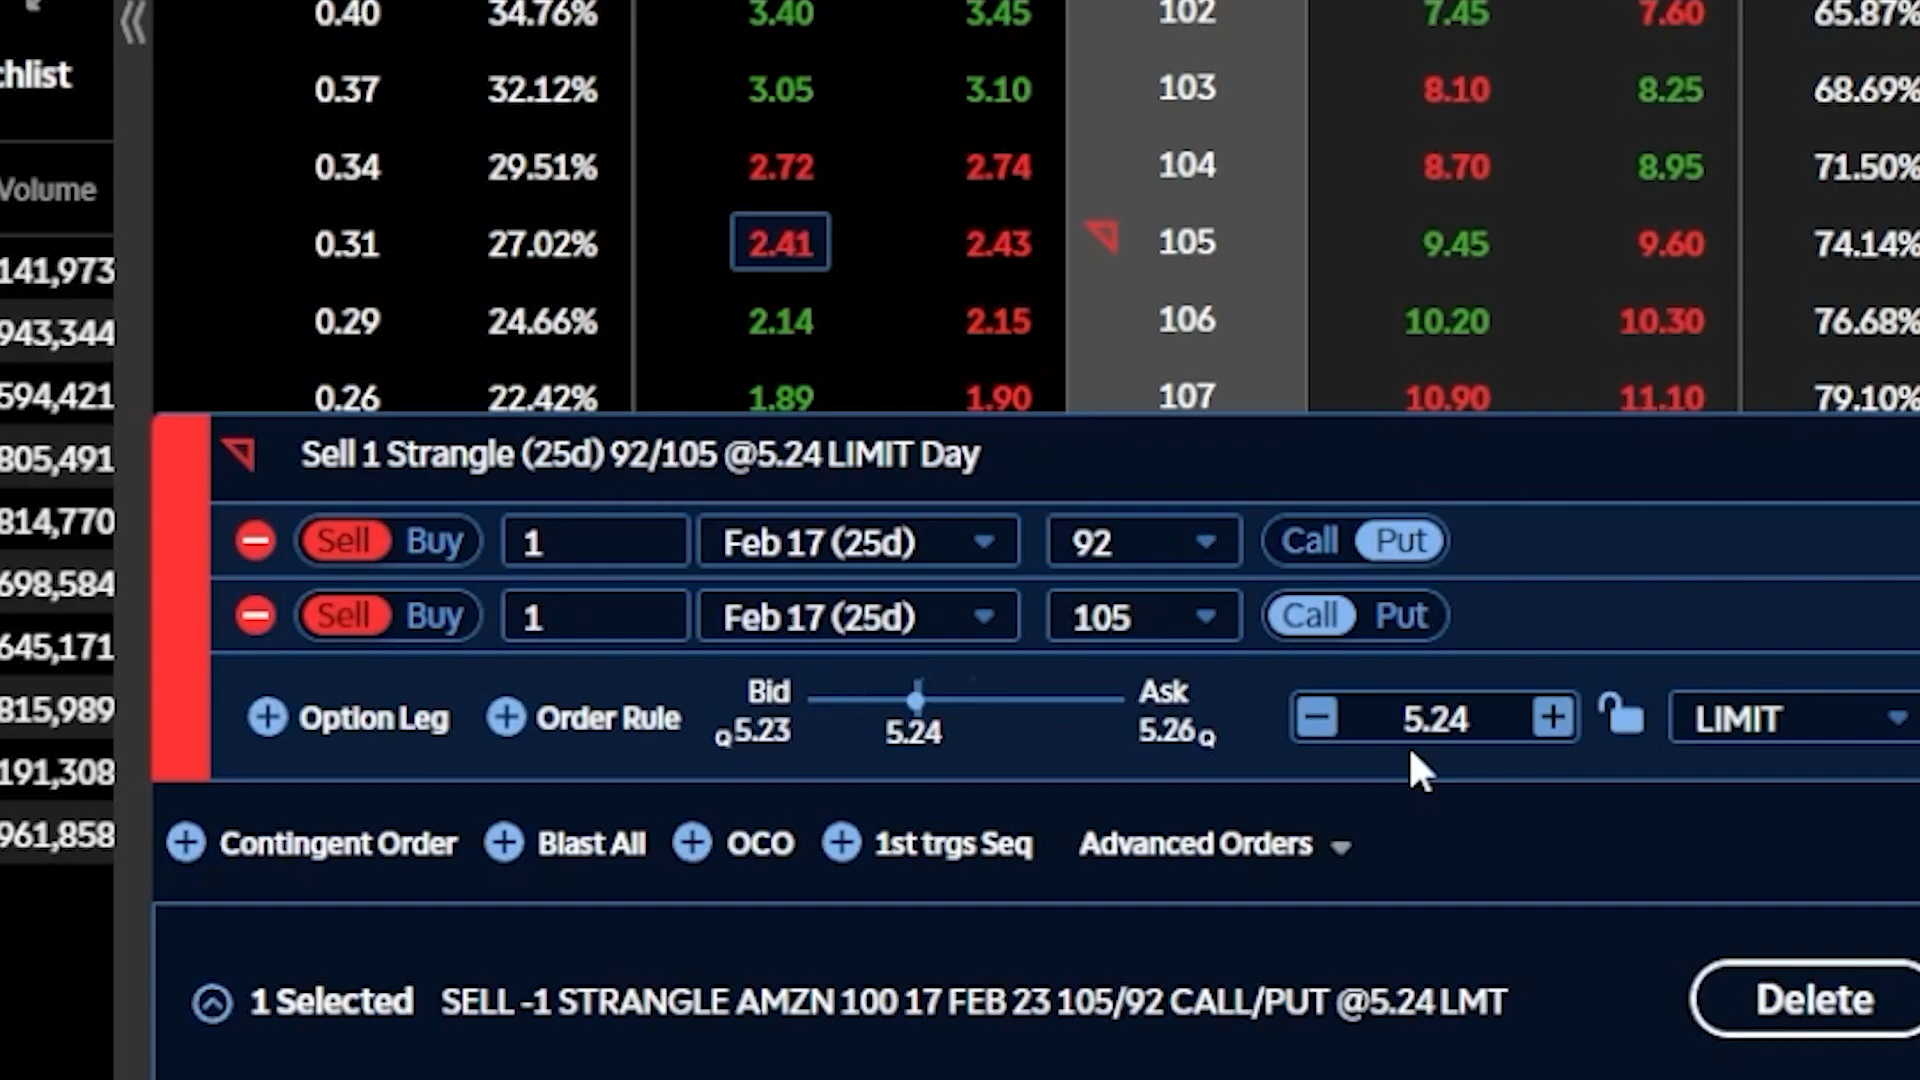 0.40 34.76% 3.40 3.45 102 7.45 7.60 65.87%
chlist
0.37 32.12% 3.05 3.10 103 8.10 8.25 68.69%
0.34 29.51% 2.72 2.74 104 8.70 8.95 71.50%
Volume
0.31 27.02% 2.41 2.43 105 9.45 9.60 74.14%
141,973
0.29 24.66% 2.14 2.15 106 10.20 10.30 76.68%
943,344
0.26 22.42% 1.89 1.90 107 10.90 11.10 79.10%
594,421
Sell 1 Strangle (25d) 92/105 @5.24 LIMIT Day
805,491
814,770
Sell Buy 1 Feb 17 (25d) 92 Call Put
698,584
Sell Buy 1 Feb 17 (25d) 105 Call Put
645,171
Bid Ask
815,989
Option Leg Order Rule Q5.23 5.24 5.26Q 5.24 LIMIT
191,308
961,858
Contingent Order Blast All OCO 1st trgs Seq Advanced Orders
1 Selected SELL -1 STRANGLE AMZN 100 17 FEB 23 105/92 CALL/PUT @5.24 LMT Delete